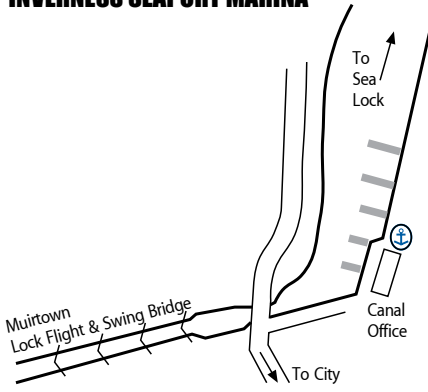 INVERNESS SEAPORT MARINA
To
Sea
Lock
Muirtown
Lock Flight & Swing Bridge
Canal
Office
To City